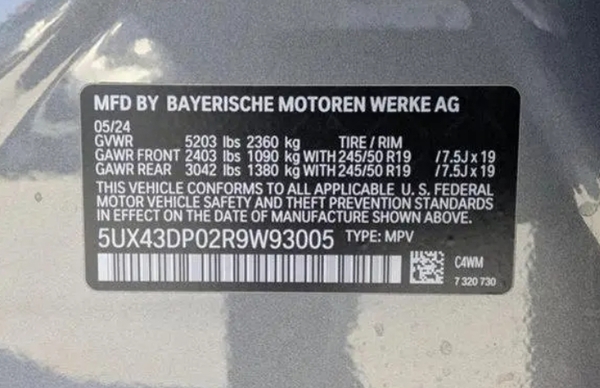 MFD BY BAYERISCHE MOTOREN WERKE AG
05/24
GVWR 5203 lbs 2360 kg TIRE / RIM
GAWR FRONT 2403 lbs 1090 kg WITH 245/50 R19 /7.5J x 19
GAWR REAR 3042 lbs 1380 kg WITH 245/50 R19 /7.5J x 19
THIS VEHICLE CONFORMS TO ALL APPLICABLE U. S. FEDERAL
MOTOR VEHICLE SAFETY AND THEFT PREVENTION STANDARDS
IN EFFECT ON THE DATE OF MANUFACTURE SHOWN ABOVE.
5UX43DP02R9W93005 TYPE: MPV
C4WM
7 320 730